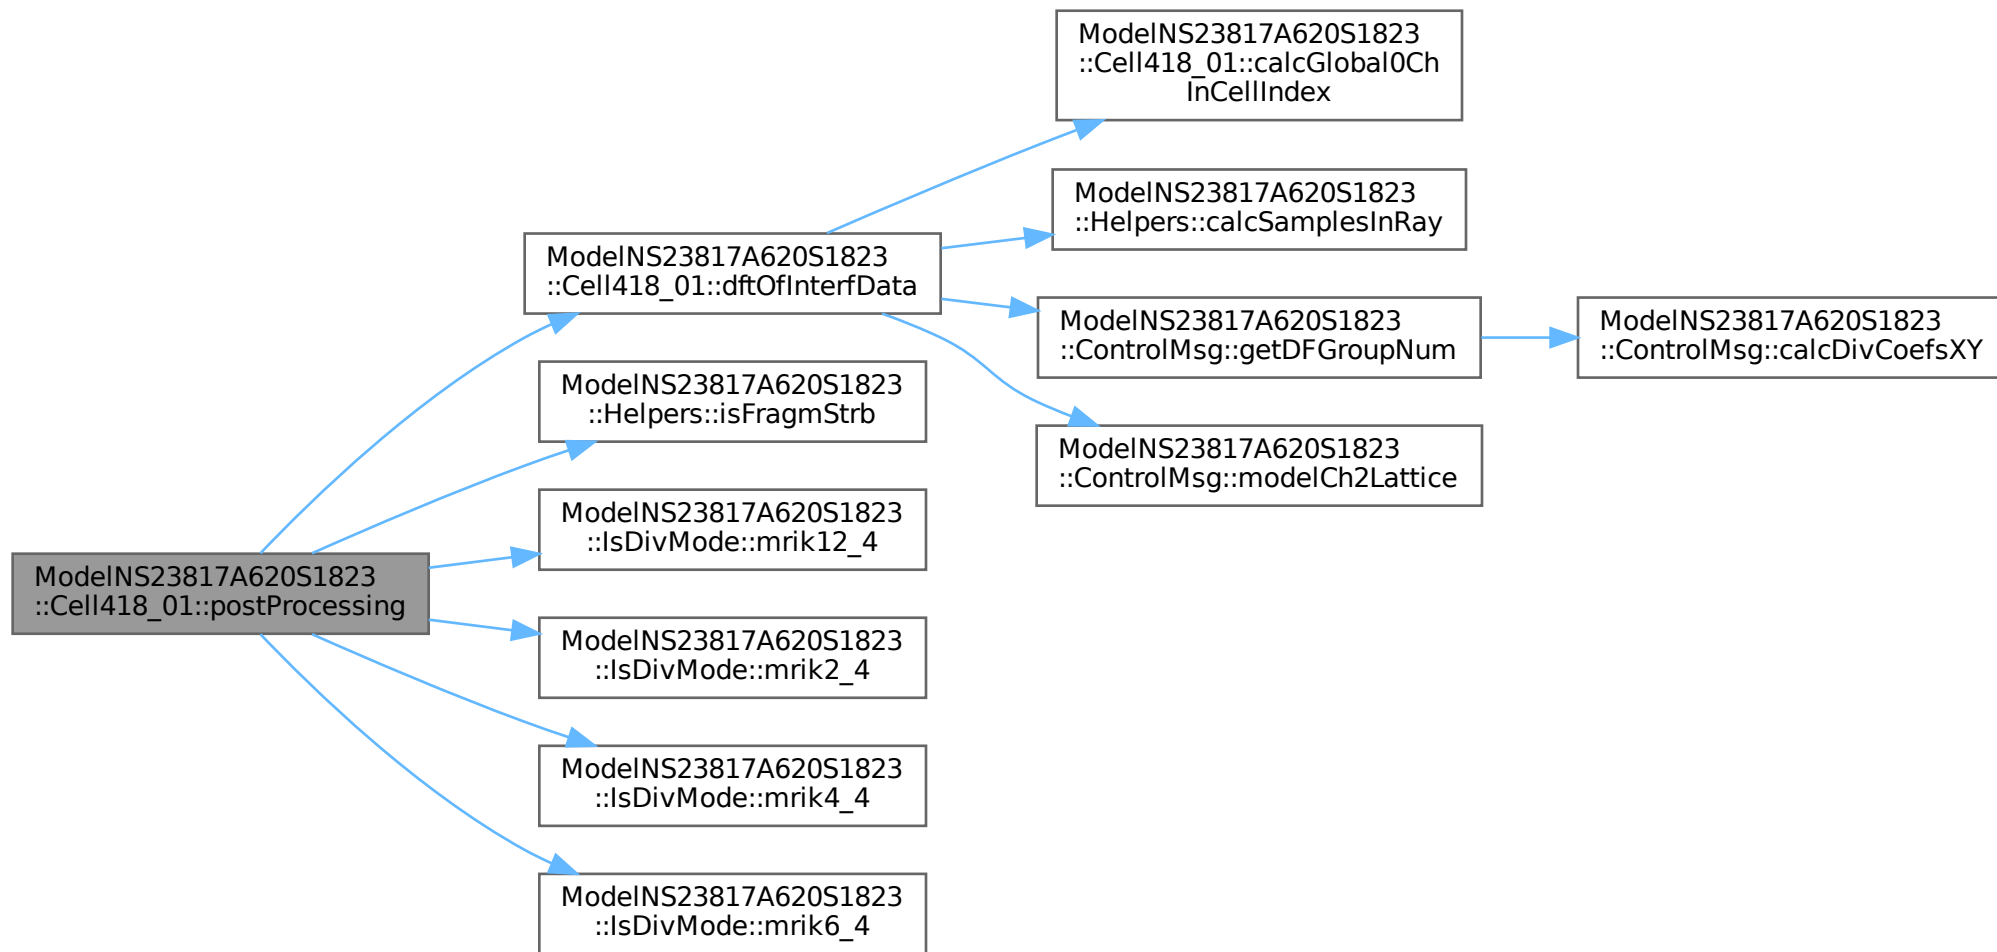 ModelNS23817A620S1823
::Cell418_01::postProcessing
ModelNS23817A620S1823
::Cell418_01::dftOfInterfData
ModelNS23817A620S1823
::Cell418_01::calcGlobal0Ch
InCellIndex
ModelNS23817A620S1823
::Helpers::calcSamplesInRay
ModelNS23817A620S1823
::ControlMsg::getDFGroupNum
ModelNS23817A620S1823
::ControlMsg::calcDivCoefsXY
ModelNS23817A620S1823
::ControlMsg::modelCh2Lattice
ModelNS23817A620S1823
::Helpers::isFragmStrb
ModelNS23817A620S1823
::IsDivMode::mrik12_4
ModelNS23817A620S1823
::IsDivMode::mrik2_4
ModelNS23817A620S1823
::IsDivMode::mrik4_4
ModelNS23817A620S1823
::IsDivMode::mrik6_4